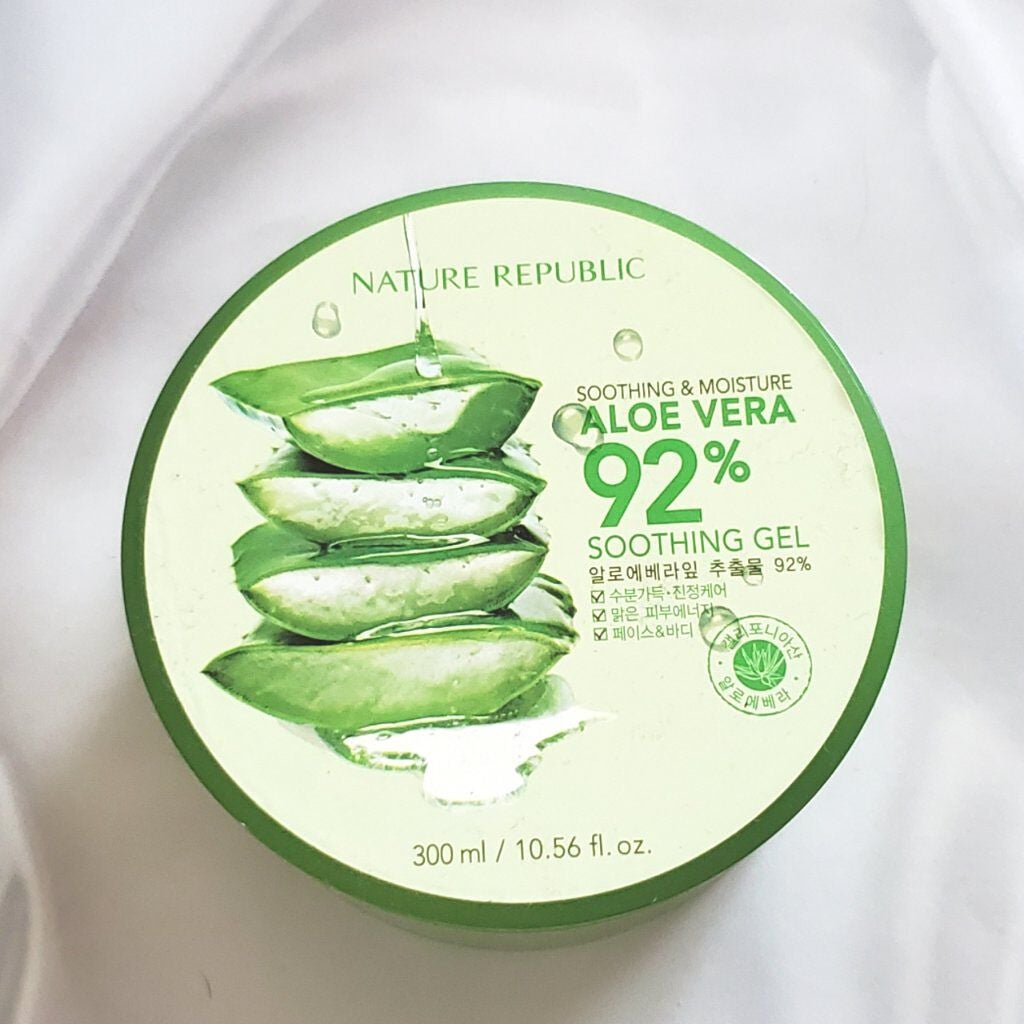 NATURE REPUBLIC
SOOTHING & MOISTURE
ALOE VERA
92%
SOOTHING GEL
알로에베라잎 추출물 92%
수분가득·진정케어
맑은 피부에너지
페이스&바디
캘리포니아산
알로에베라
300 ml / 10.56 fl. oz.